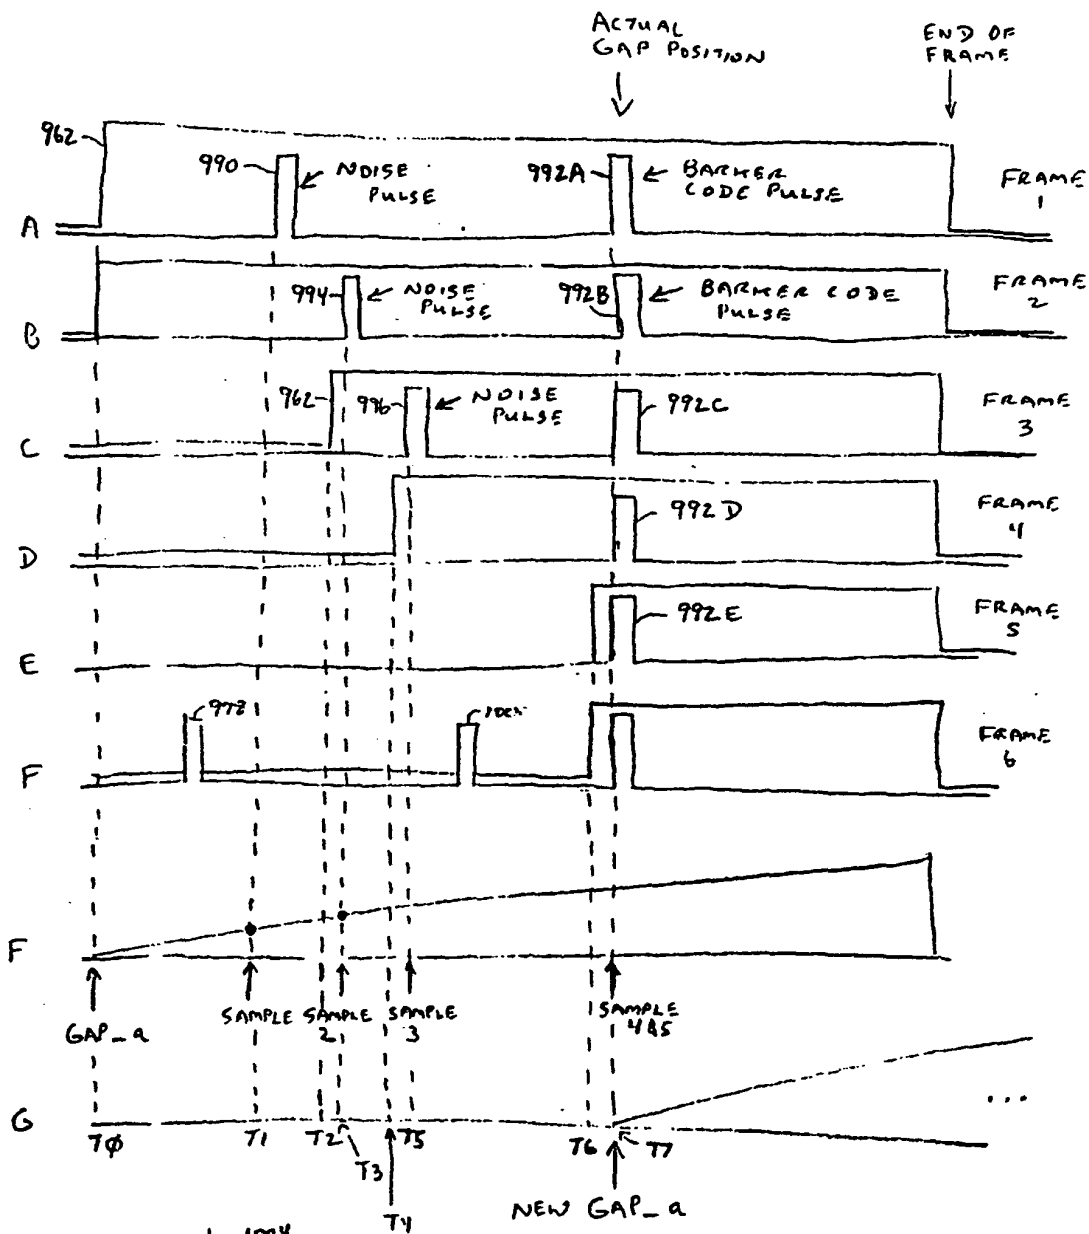 ACTUAL
GAP POSITION
END OF
FRAME
962
990
NOISE
PULSE
992A
BARKER
CODE PULSE
FRAME
1
A
994
NOISE
PULSE
992B
BARKER CODE
PULSE
FRAME
2
B
962
996
NOISE
PULSE
992C
FRAME
3
C
992D
FRAME
4
D
992E
FRAME
5
E
FRAME
6
F
F
GAP_a
SAMPLE
SAMPLE
2
SAMPLE
3
SAMPLE
4&5
G
TØ
T1
T2
T3
T4
T5
T6
T7
...
NEW GAP_a